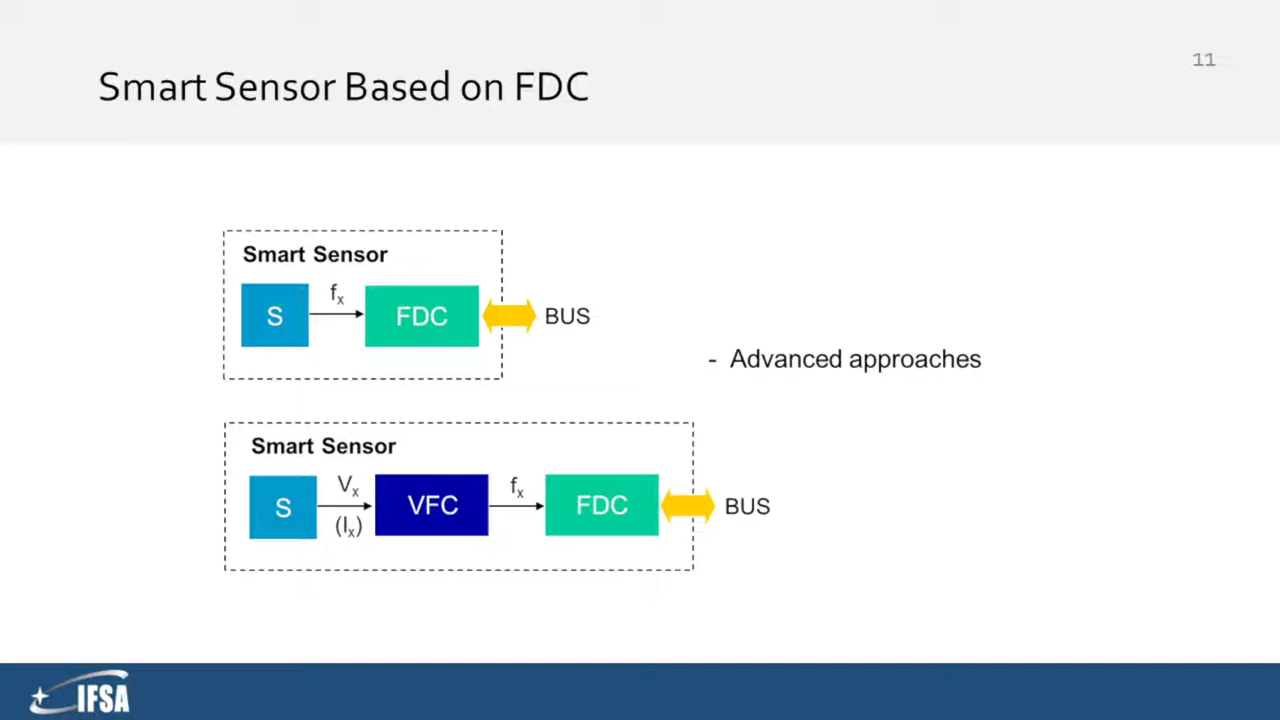 11
Smart Sensor Based on FDC
Smart Sensor
S
fx
FDC
BUS
- Advanced approaches
Smart Sensor
S
Vx
(Ix)
VFC
fx
FDC
BUS
IFSA